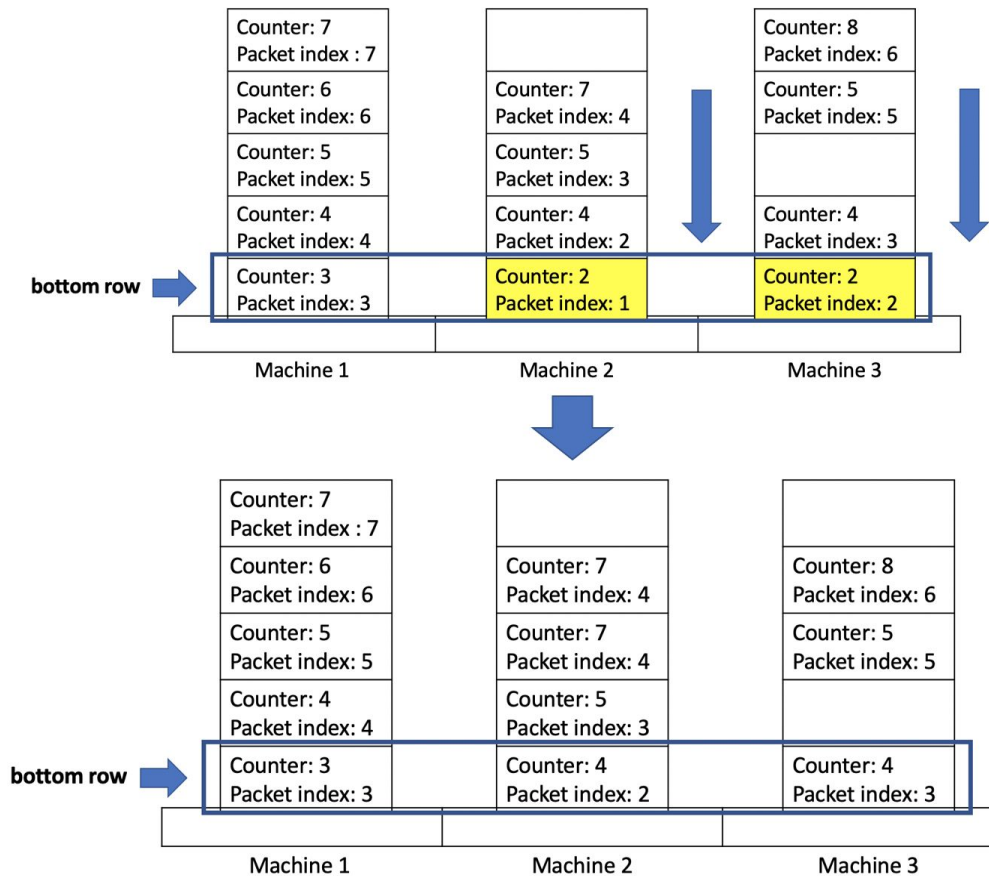 Counter: 7
Packet index : 7
Counter: 6
Packet index: 6
Counter: 5
Packet index: 5
Counter: 4
Packet index: 4
Counter: 3
Packet index: 3
Counter: 7
Packet index: 4
Counter: 5
Packet index: 3
Counter: 4
Packet index: 2
Counter: 2
Packet index: 1
Counter: 8
Packet index: 6
Counter: 5
Packet index: 5
Counter: 4
Packet index: 3
Counter: 2
Packet index: 2
bottom row
Machine 1
Machine 2
Machine 3
Counter: 7
Packet index : 7
Counter: 6
Packet index: 6
Counter: 5
Packet index: 5
Counter: 4
Packet index: 4
Counter: 3
Packet index: 3
Counter: 7
Packet index: 4
Counter: 7
Packet index: 4
Counter: 5
Packet index: 3
Counter: 4
Packet index: 2
Counter: 8
Packet index: 6
Counter: 5
Packet index: 5
Counter: 4
Packet index: 3
bottom row
Machine 1
Machine 2
Machine 3